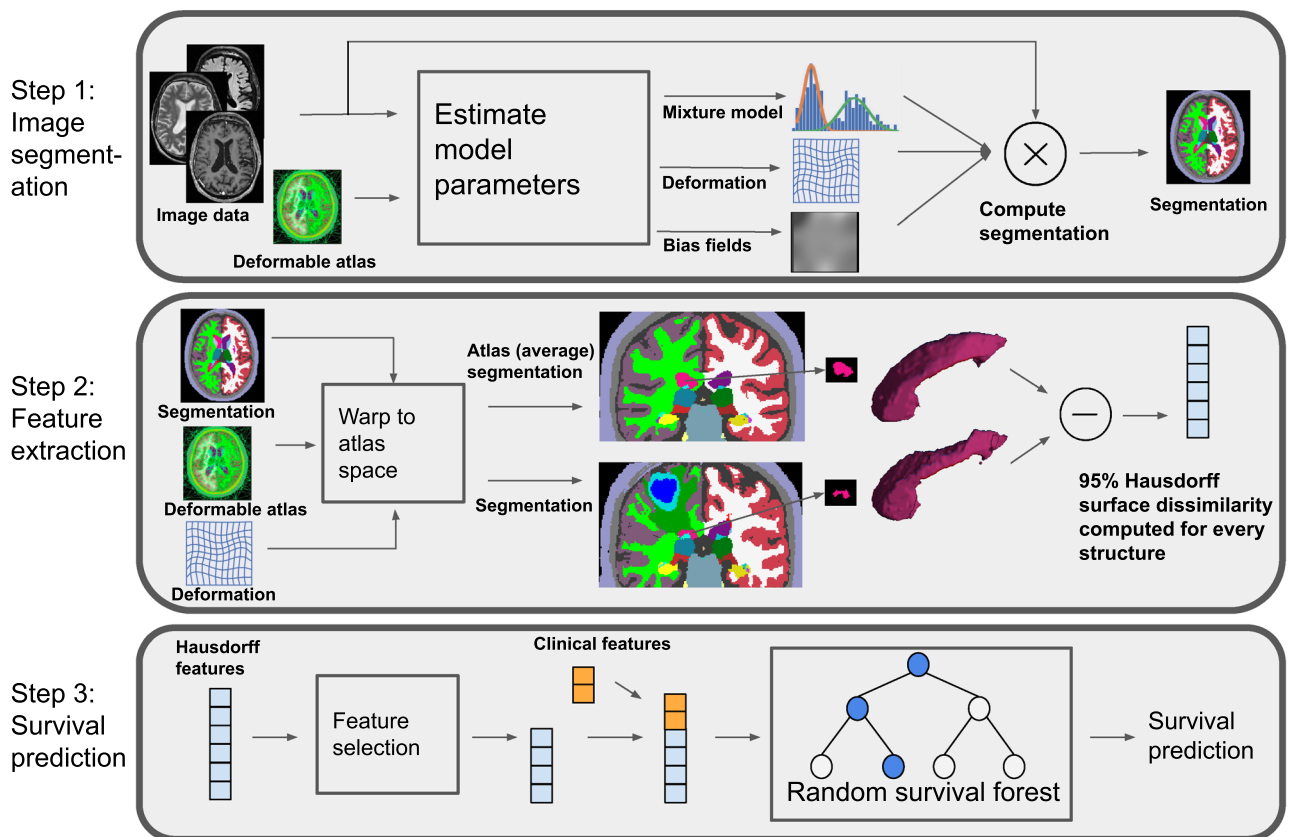 Step 1:
Image
segment-
ation
Image data
Deformable atlas
Estimate
model
parameters
Mixture model
Deformation
Bias fields
Compute
segmentation
Segmentation
Step 2:
Feature
extraction
Segmentation
Deformable atlas
Deformation
Warp to
atlas
space
Atlas (average)
segmentation
Segmentation
95% Hausdorff
surface dissimilarity
computed for every
structure
Step 3:
Survival
prediction
Hausdorff
features
Feature
selection
Clinical features
Random survival forest
Survival
prediction